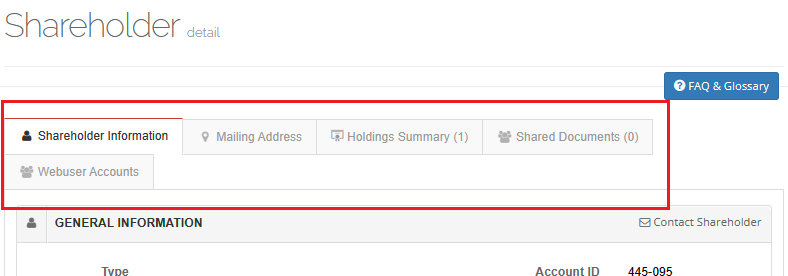 Shareholder detail
FAQ & Glossary
Shareholder Information Mailing Address Holdings Summary (1) Shared Documents (0)
Webuser Accounts
GENERAL INFORMATION Contact Shareholder
Type Account ID 445-095